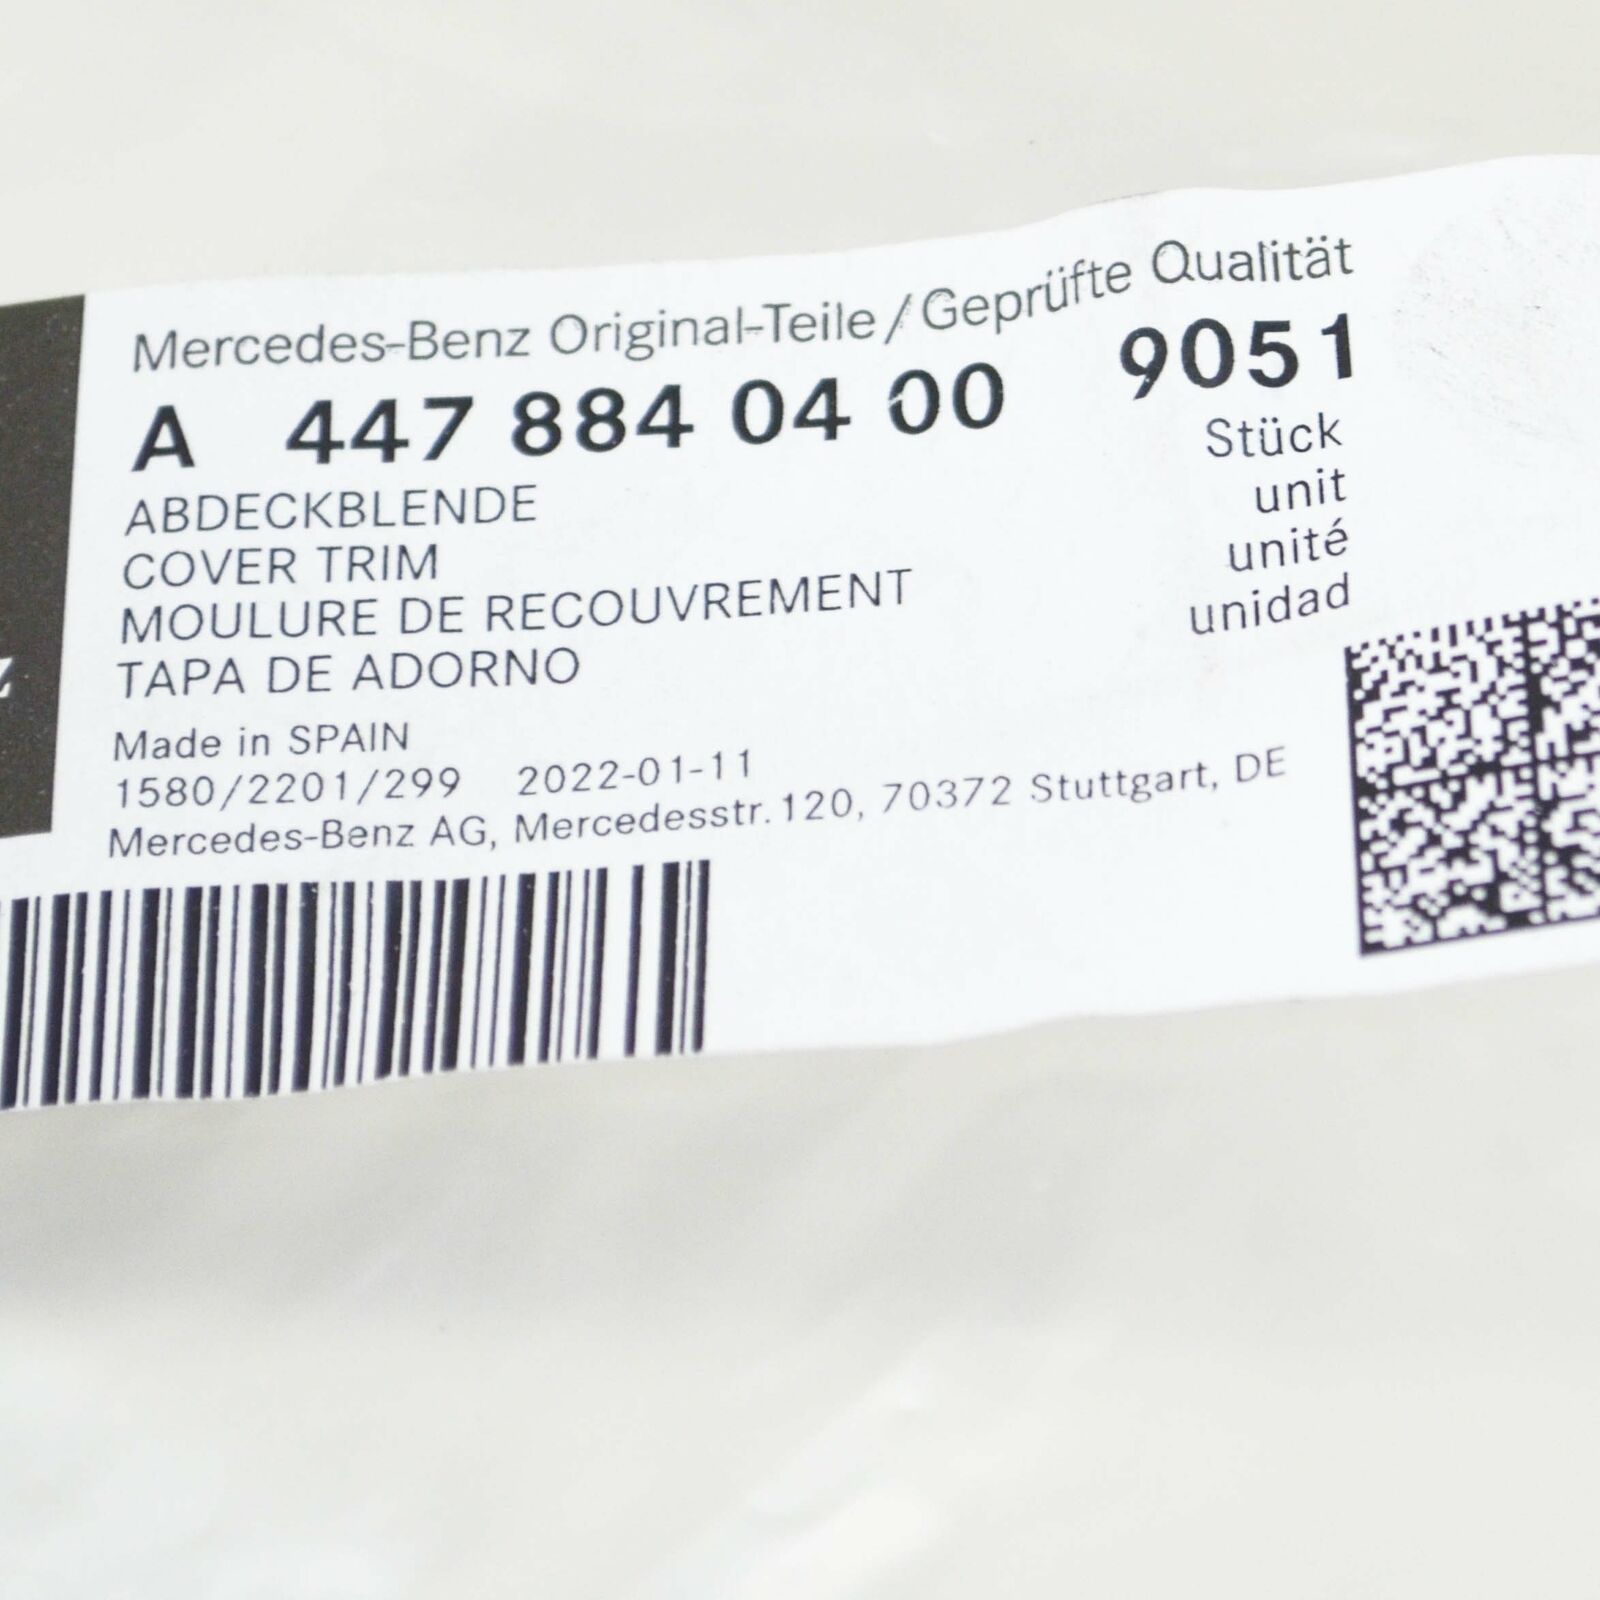 Mercedes-Benz Original-Teile/Geprüfte Qualität
A 447 884 04 00 9051
Stück
unit
unité
unidad
ABDECKBLENDE
COVER TRIM
MOULURE DE RECOUVREMENT
TAPA DE ADORNO
Made in SPAIN
1580/2201/299 2022-01-11
Mercedes-Benz AG, Mercedesstr.120, 70372 Stuttgart, DE
z